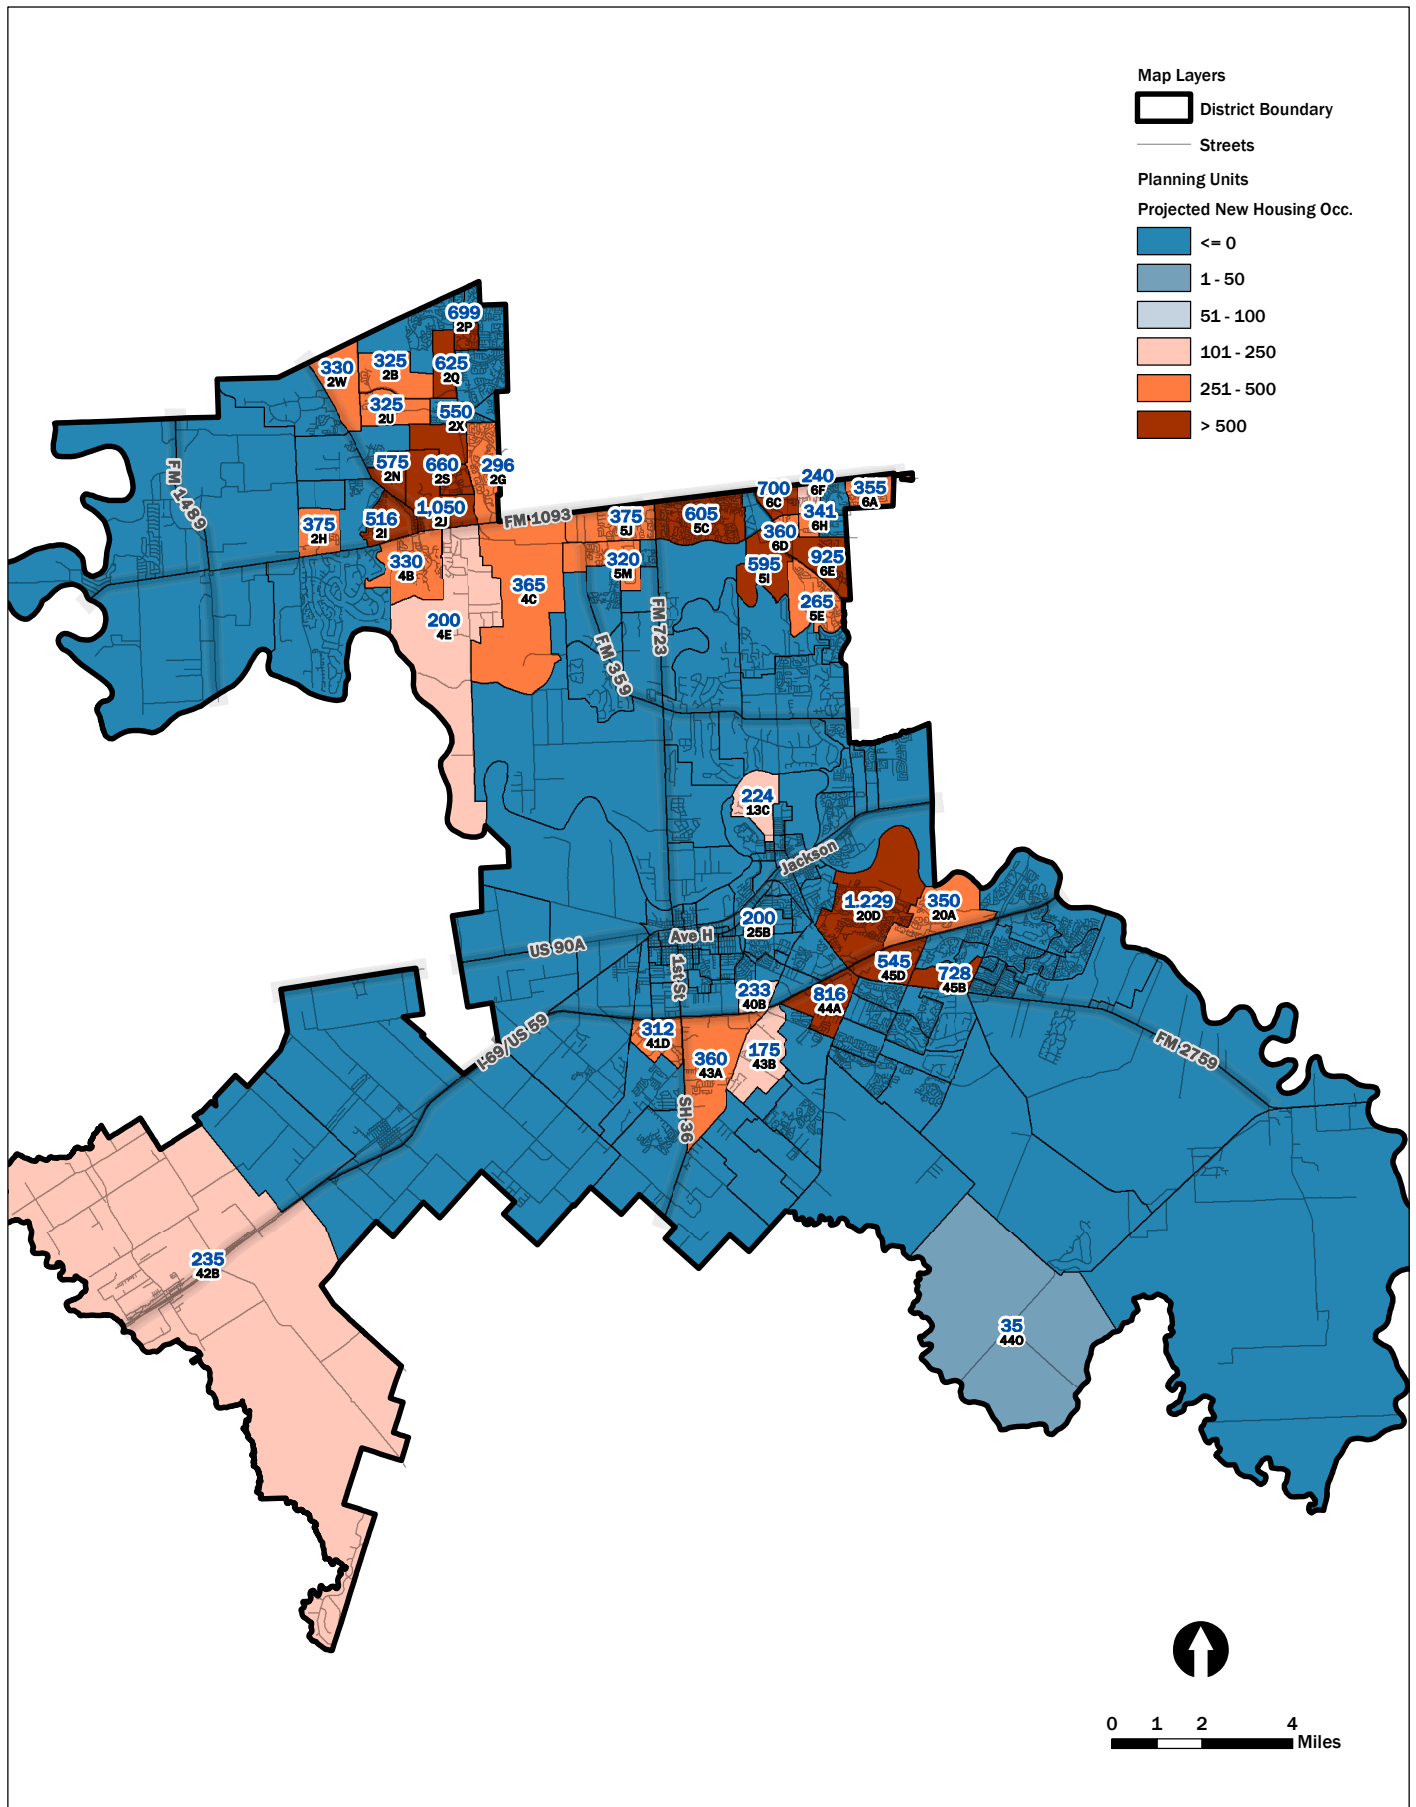 Map Layers
District Boundary
Streets
Planning Units
Projected New Housing Occ.
<= 0
1 - 50
51 - 100
101 - 250
251 - 500
> 500
699
2P
330
2W
325
2B
625
2Q
325
2U
550
2X
575
2N
660
2S
296
2G
FM 1489
375
2H
516
2I
1,050
2J
FM 1093
375
5J
605
5C
700
6C
240
6F
355
6A
341
6H
360
6D
330
4B
320
5M
595
5I
925
6E
365
4C
265
5E
200
4E
FM 723
FM 359
224
13C
Jackson
1,229
20D
350
20A
200
25B
Ave H
US 90A
1st St
545
45D
728
45B
233
40B
816
44A
I-69/US 59
312
41D
360
43A
175
43B
FM 2759
SH 36
235
42B
35
44O
0 1 2 4
Miles